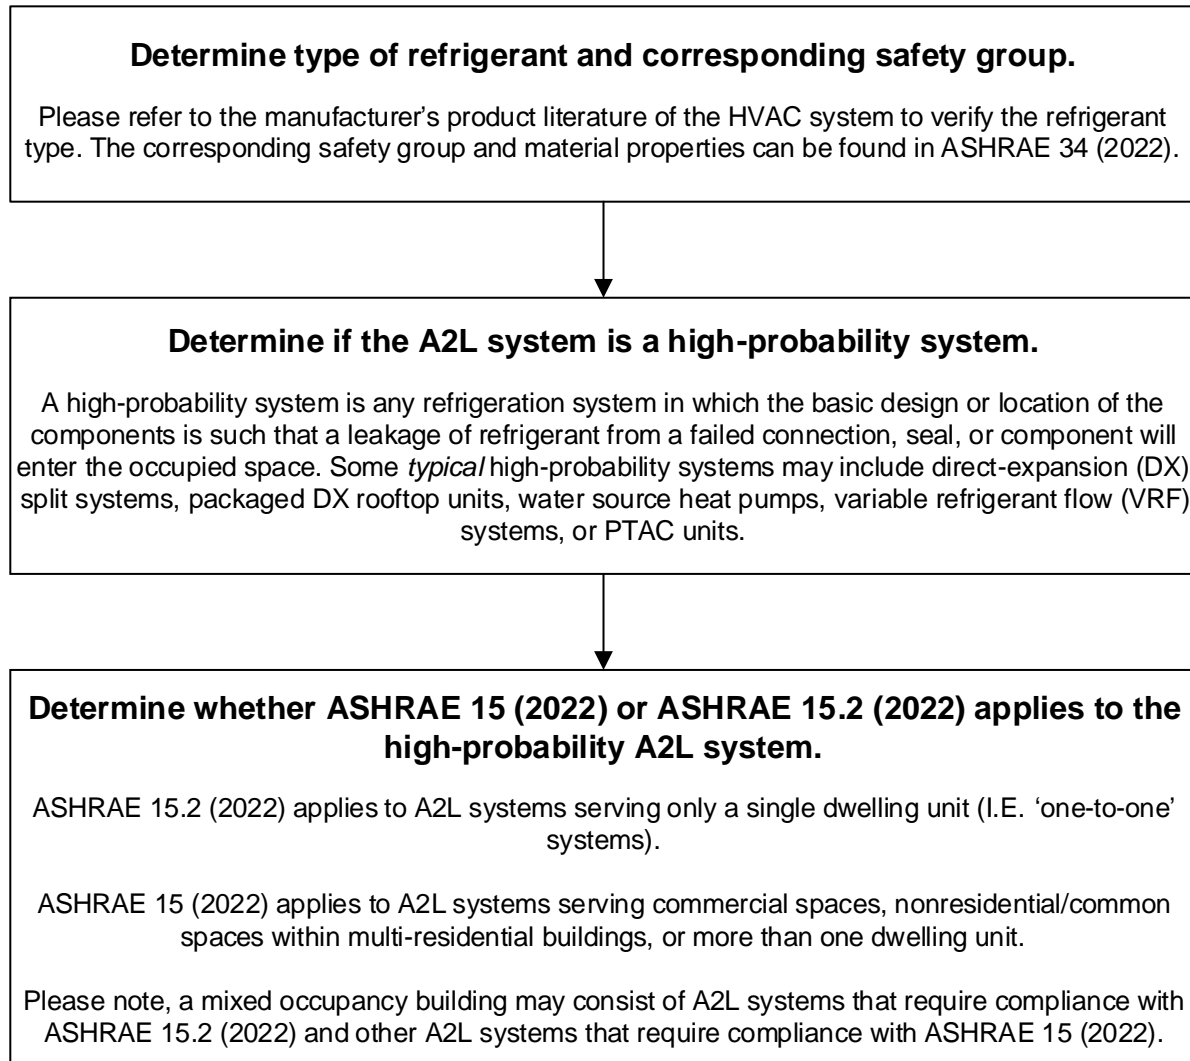 Determine type of refrigerant and corresponding safety group.
Please refer to the manufacturer’s product literature of the HVAC system to verify the refrigerant
type. The corresponding safety group and material properties can be found in ASHRAE 34 (2022).
Determine if the A2L system is a high-probability system.
A high-probability system is any refrigeration system in which the basic design or location of the
components is such that a leakage of refrigerant from a failed connection, seal, or component will
enter the occupied space. Some typical high-probability systems may include direct-expansion (DX)
split systems, packaged DX rooftop units, water source heat pumps, variable refrigerant flow (VRF)
systems, or PTAC units.
Determine whether ASHRAE 15 (2022) or ASHRAE 15.2 (2022) applies to the
high-probability A2L system.
ASHRAE 15.2 (2022) applies to A2L systems serving only a single dwelling unit (I.E. ‘one-to-one’
systems).
ASHRAE 15 (2022) applies to A2L systems serving commercial spaces, nonresidential/common
spaces within multi-residential buildings, or more than one dwelling unit.
Please note, a mixed occupancy building may consist of A2L systems that require compliance with
ASHRAE 15.2 (2022) and other A2L systems that require compliance with ASHRAE 15 (2022).